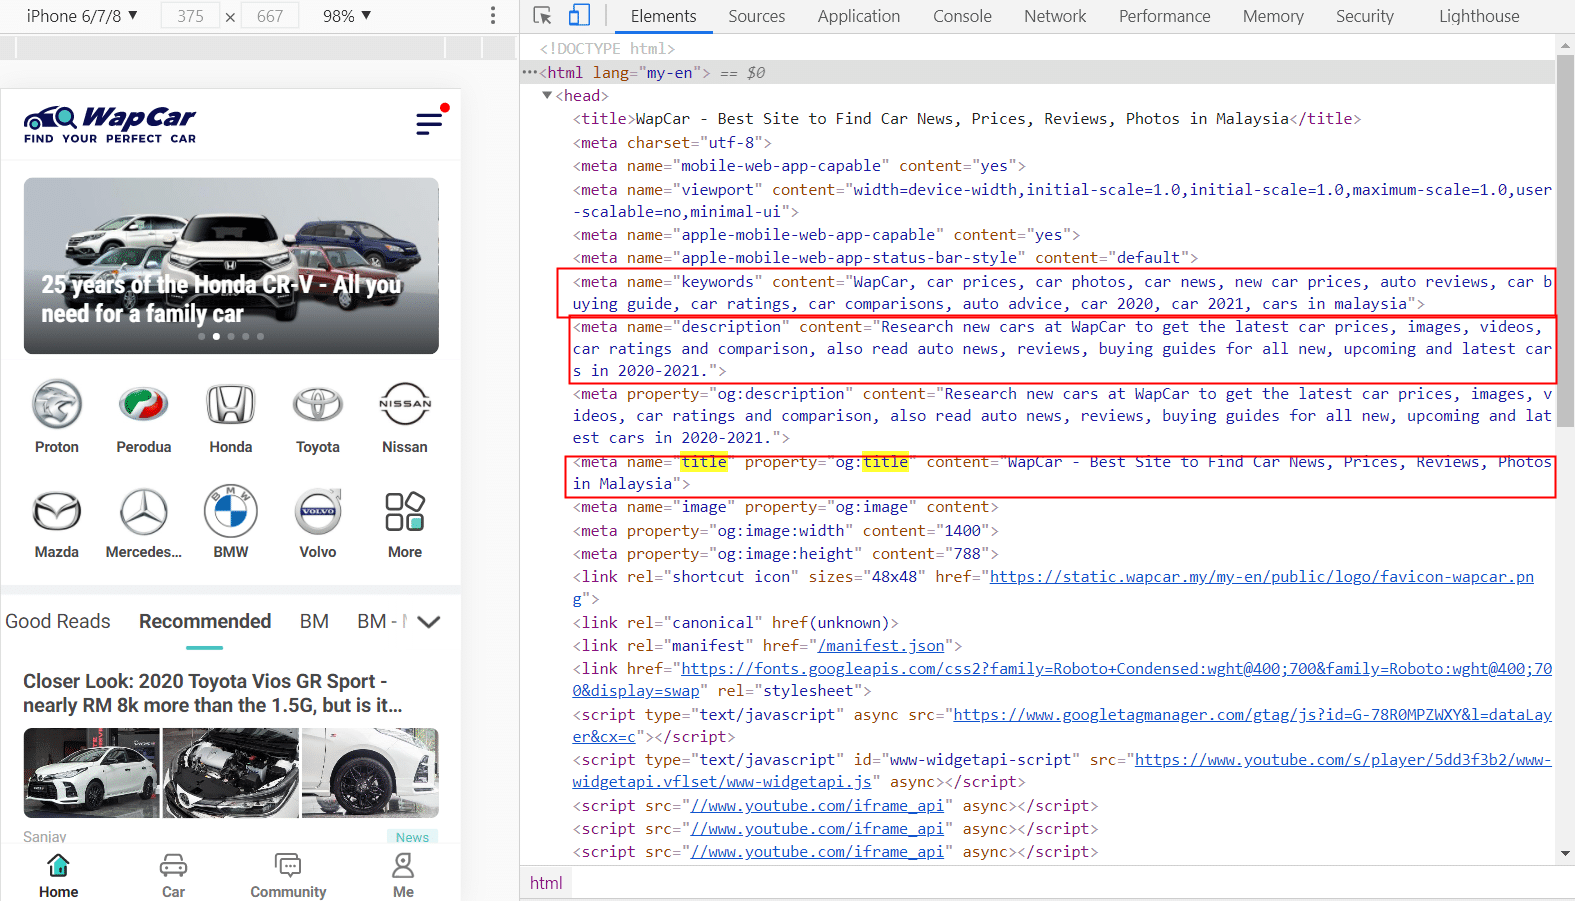 iPhone 6/7/8 ▼ 375 x 667 98% ▼
Elements Sources Application Console Network Performance Memory Security Lighthouse
WapCar
FIND YOUR PERFECT CAR
25 years of the Honda CR-V - All you
need for a family car
Proton Perodua Honda Toyota Nissan
Mazda Mercedes... BMW Volvo More
Good Reads Recommended BM BM -
Closer Look: 2020 Toyota Vios GR Sport -
nearly RM 8k more than the 1.5G, but is it...
Sanjay News
Home Car Community Me
<!DOCTYPE html>
···<html lang="my-en"> == $0
▼<head>
<title>WapCar - Best Site to Find Car News, Prices, Reviews, Photos in Malaysia</title>
<meta charset="utf-8">
<meta name="mobile-web-app-capable" content="yes">
<meta name="viewport" content="width=device-width,initial-scale=1.0,initial-scale=1.0,maximum-scale=1.0,user
-scalable=no,minimal-ui">
<meta name="apple-mobile-web-app-capable" content="yes">
<meta name="apple-mobile-web-app-status-bar-style" content="default">
<meta name="keywords" content="WapCar, car prices, car photos, car news, new car prices, auto reviews, car b
uying guide, car ratings, car comparisons, auto advice, car 2020, car 2021, cars in malaysia">
<meta name="description" content="Research new cars at WapCar to get the latest car prices, images, videos,
car ratings and comparison, also read auto news, reviews, buying guides for all new, upcoming and latest car
s in 2020-2021.">
<meta property="og:description" content="Research new cars at WapCar to get the latest car prices, images, v
ideos, car ratings and comparison, also read auto news, reviews, buying guides for all new, upcoming and lat
est cars in 2020-2021.">
<meta name="title" property="og:title" content="WapCar - Best Site to Find Car News, Prices, Reviews, Photos
in Malaysia">
<meta name="image" property="og:image" content>
<meta property="og:image:width" content="1400">
<meta property="og:image:height" content="788">
<link rel="shortcut icon" sizes="48x48" href="https://static.wapcar.my/my-en/public/logo/favicon-wapcar.pn
g">
<link rel="canonical" href(unknown)>
<link rel="manifest" href="/manifest.json">
<link href="https://fonts.googleapis.com/css2?family=Roboto+Condensed:wght@400;700&family=Roboto:wght@400;70
0&display=swap" rel="stylesheet">
<script type="text/javascript" async src="https://www.googletagmanager.com/gtag/js?id=G-78R0MPZWXY&l=dataLay
er&cx=c"></script>
<script type="text/javascript" id="www-widgetapi-script" src="https://www.youtube.com/s/player/5dd3f3b2/www-
widgetapi.vflset/www-widgetapi.js" async></script>
<script src="//www.youtube.com/iframe_api" async></script>
<script src="//www.youtube.com/iframe_api" async></script>
<script src="//www.youtube.com/iframe_api" async></script>
html